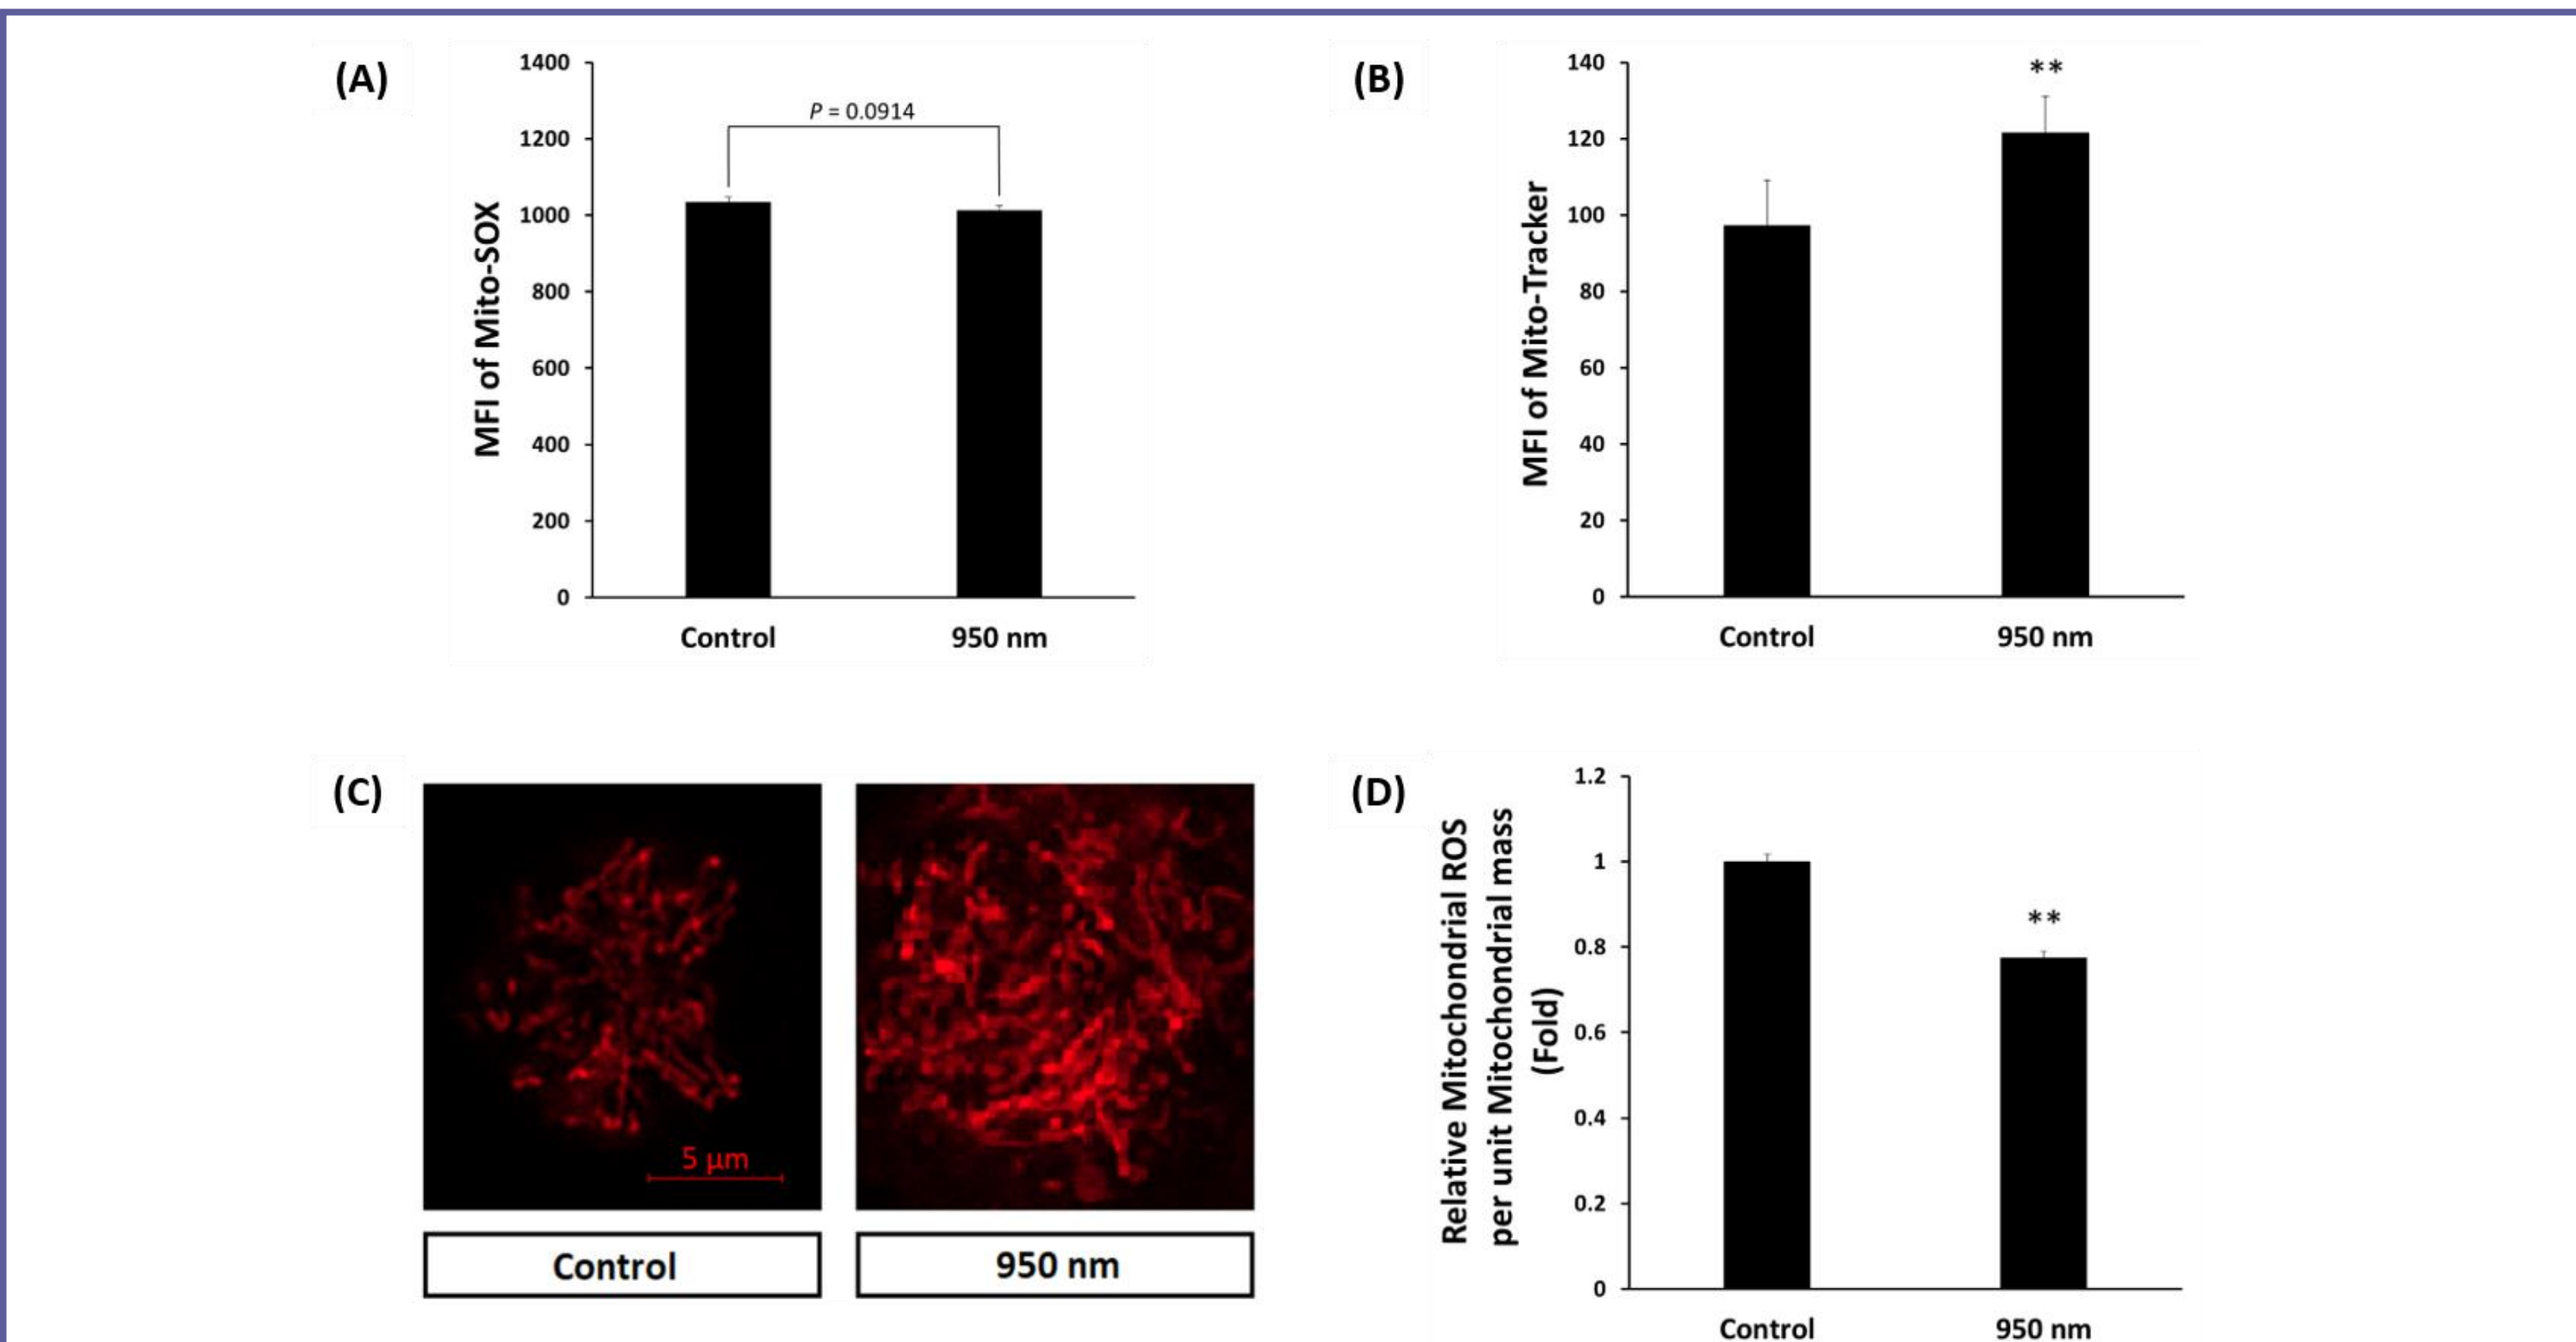 (A)
1400
1200
1000
800
600
400
200
0
MFI of Mito-SOX
P = 0.0914
Control 950 nm
(B)
140
120
100
80
60
40
20
0
MFI of Mito-Tracker
**
Control 950 nm
(C)
5 μm
Control 950 nm
(D)
1.2
1
0.8
0.6
0.4
0.2
0
Relative Mitochondrial ROS
per unit Mitochondrial mass
(Fold)
**
Control 950 nm